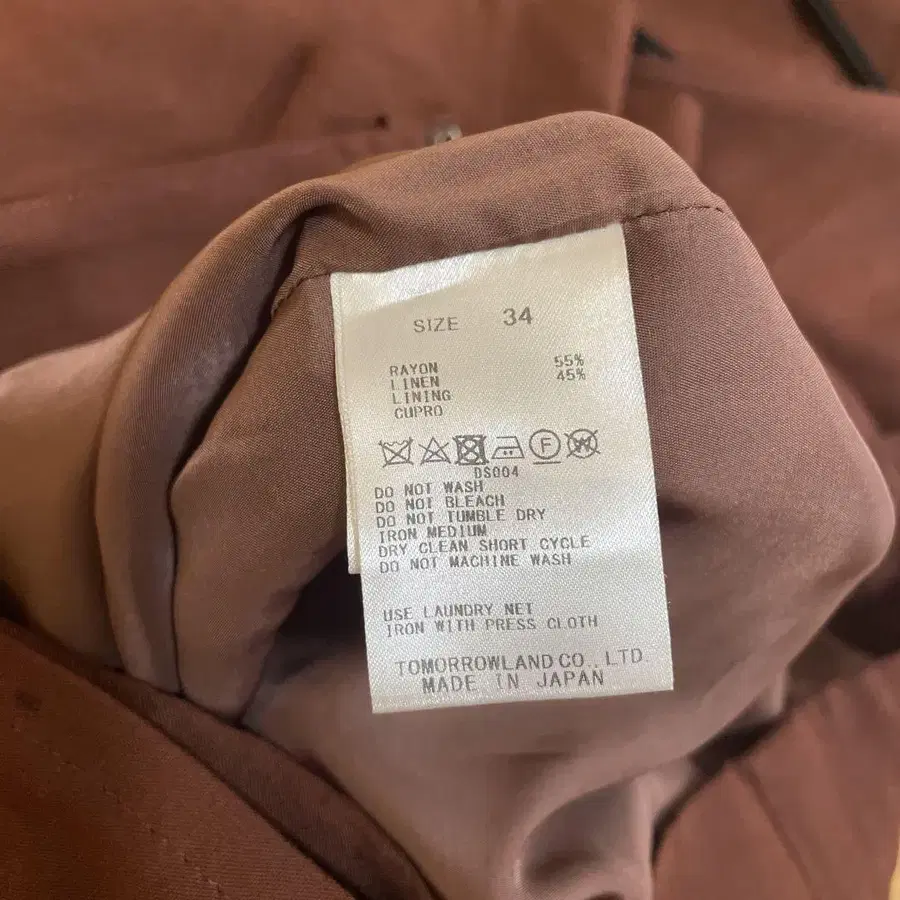 SIZE 34
RAYON 55%
LINEN 45%
LINING
CUPRO
F W
DS004
DO NOT WASH
DO NOT BLEACH
DO NOT TUMBLE DRY
IRON MEDIUM
DRY CLEAN SHORT CYCLE
DO NOT MACHINE WASH
USE LAUNDRY NET
IRON WITH PRESS CLOTH
TOMORROWLAND CO., LTD.
MADE IN JAPAN